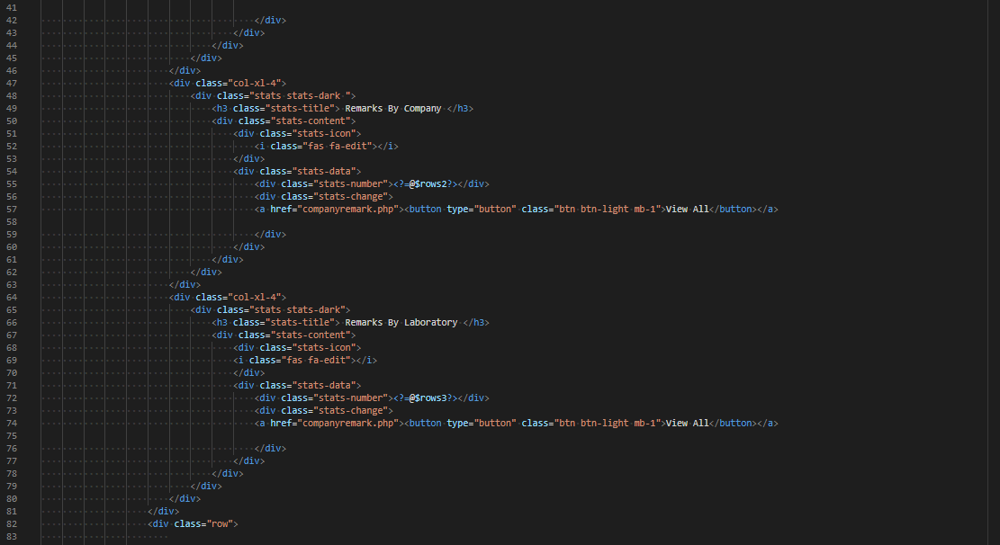 41
42 </div>
43 </div>
44 </div>
45 </div>
46 </div>
47 <div class="col-xl-4">
48 <div class="stats stats-dark ">
49 <h3 class="stats-title"> Remarks By Company </h3>
50 <div class="stats-content">
51 <div class="stats-icon">
52 <i class="fas fa-edit"></i>
53 </div>
54 <div class="stats-data">
55 <div class="stats-number"><?=@$rows2?></div>
56 <div class="stats-change">
57 <a href="companyremark.php"><button type="button" class="btn btn-light mb-1">View All</button></a>
58
59 </div>
60 </div>
61 </div>
62 </div>
63 </div>
64 <div class="col-xl-4">
65 <div class="stats stats-dark">
66 <h3 class="stats-title"> Remarks By Laboratory </h3>
67 <div class="stats-content">
68 <div class="stats-icon">
69 <i class="fas fa-edit"></i>
70 </div>
71 <div class="stats-data">
72 <div class="stats-number"><?=@$rows3?></div>
73 <div class="stats-change">
74 <a href="companyremark.php"><button type="button" class="btn btn-light mb-1">View All</button></a>
75
76 </div>
77 </div>
78 </div>
79 </div>
80 </div>
81 </div>
82 <div class="row">
83